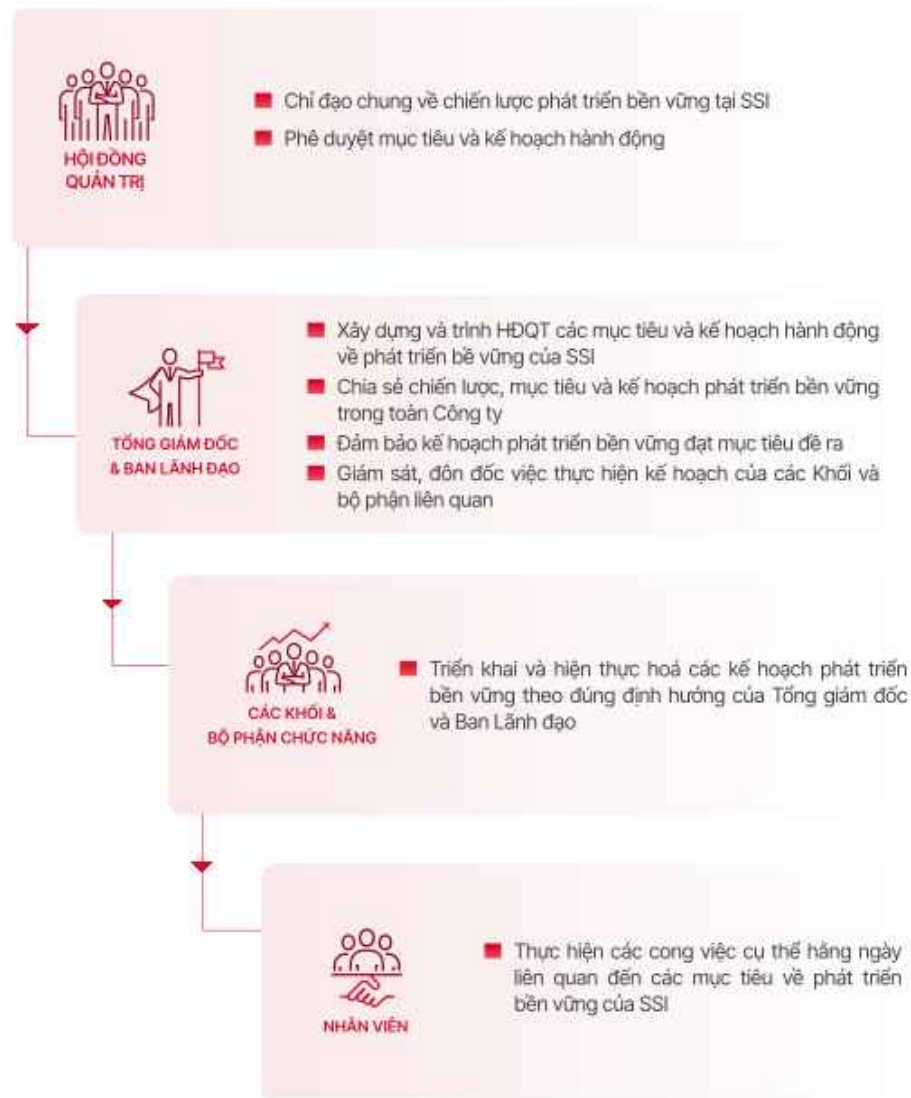 HỘI ĐỒNG
QUẢN TRỊ
Chỉ đạo chung về chiến lược phát triển bền vững tại SSI
Phê duyệt mục tiêu và kế hoạch hành động
TỔNG GIÁM ĐỐC
& BAN LÃNH ĐẠO
Xây dựng và trình HĐQT các mục tiêu và kế hoạch hành động
về phát triển bề vững của SSI
Chia sẻ chiến lược, mục tiêu và kế hoạch phát triển bền vững
trong toàn Công ty
Đảm bảo kế hoạch phát triển bền vững đạt mục tiêu đề ra
Giám sát, đôn đốc việc thực hiện kế hoạch của các Khối và
bộ phận liên quan
CÁC KHỐI &
BỘ PHẬN CHỨC NĂNG
Triển khai và hiện thực hoá các kế hoạch phát triển
bền vững theo đúng định hướng của Tổng giám đốc
và Ban Lãnh đạo
NHÂN VIÊN
Thực hiện các cong việc cụ thể hằng ngày
liên quan đến các mục tiêu về phát triển
bền vững của SSI